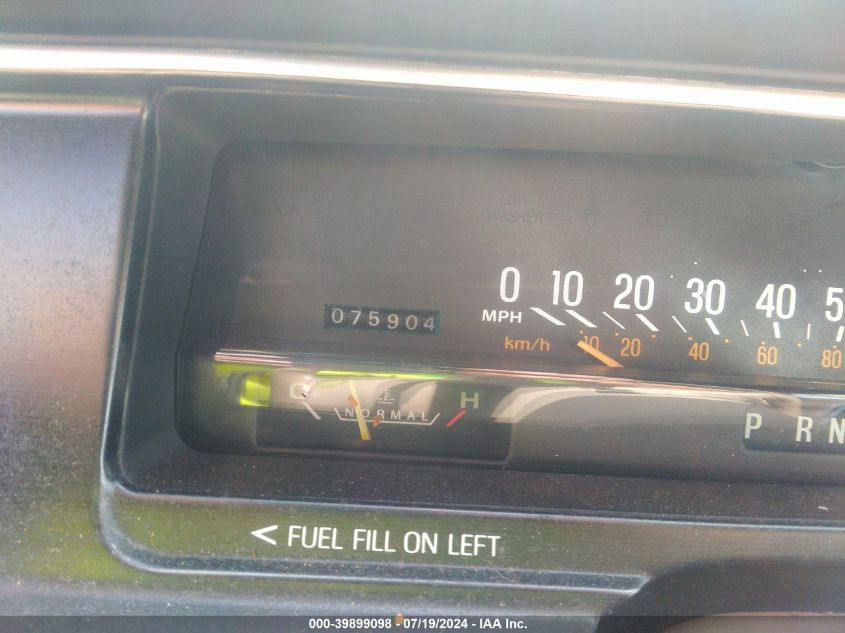 LOW
WASHER
0 10 20 30 40 5
MPH
075904
km/h 10 20 40 60 80
C H
NORMAL
P R N
< FUEL FILL ON LEFT
000-39899098 - 07/19/2024 - IAA Inc.